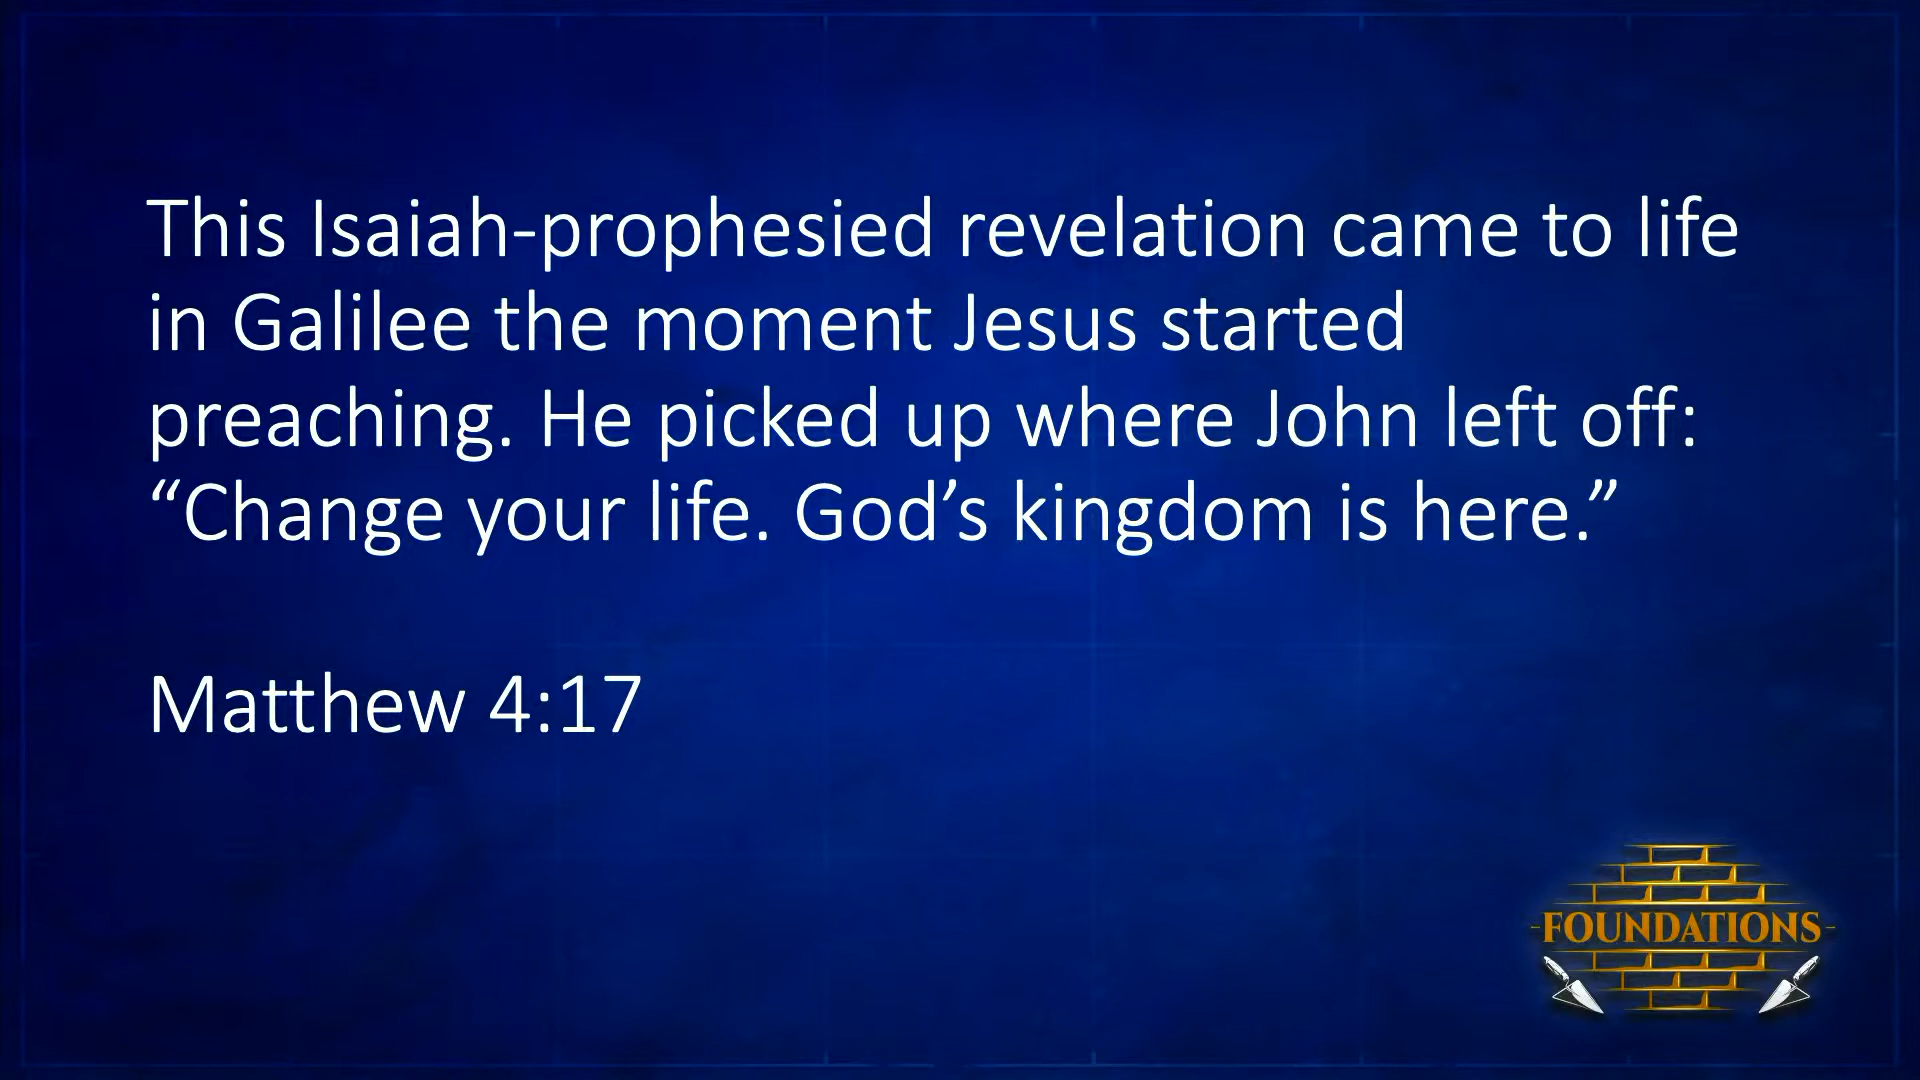 This Isaiah-prophesied revelation came to life
in Galilee the moment Jesus started
preaching. He picked up where John left off:
“Change your life. God’s kingdom is here.”
Matthew 4:17
FOUNDATIONS